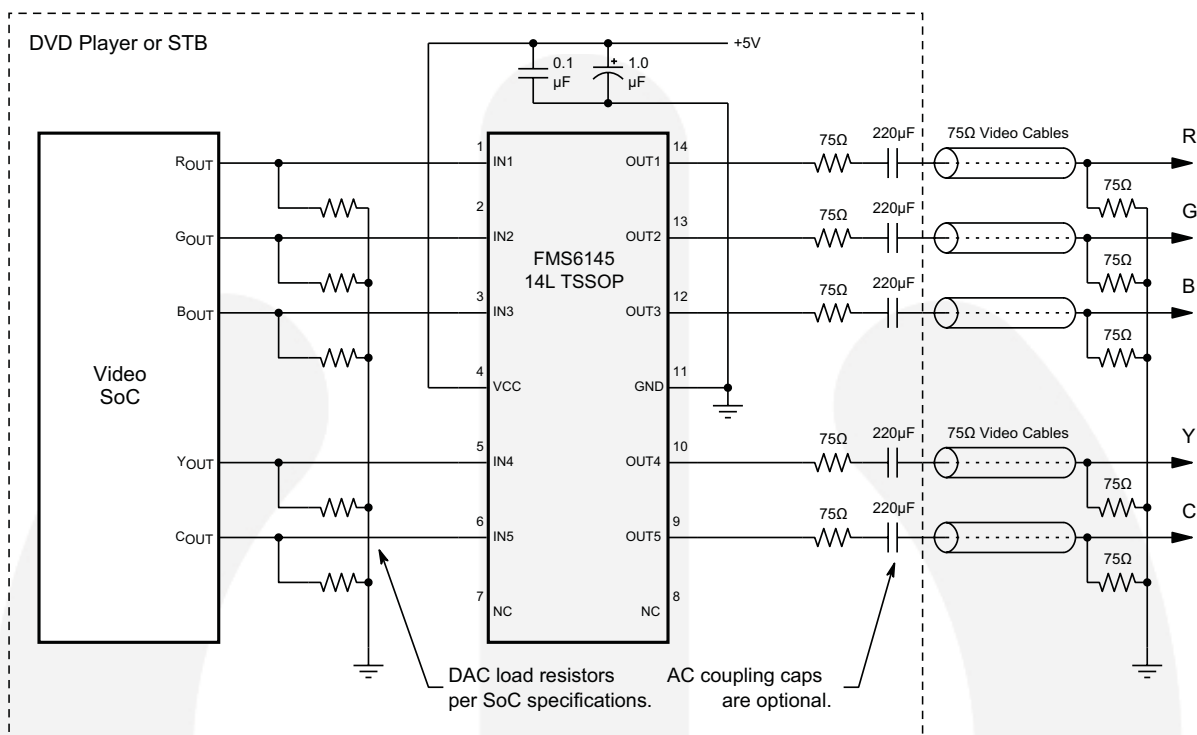 DVD Player or STB
+5V
0.1
µF
+
1.0
µF
75Ω
220µF
75Ω Video Cables
R
ROUT
1
IN1
OUT1
14
75Ω
2
75Ω
220µF
G
GOUT
IN2
OUT2
13
75Ω
FMS6145
14L TSSOP
3
12
75Ω
220µF
B
BOUT
IN3
OUT3
75Ω
Video
SoC
4
VCC
GND
11
75Ω
220µF
75Ω Video Cables
Y
YOUT
5
IN4
OUT4
10
75Ω
6
9
75Ω
220µF
C
COUT
IN5
OUT5
75Ω
7
NC
NC
8
DAC load resistors
per SoC specifications.
AC coupling caps
are optional.